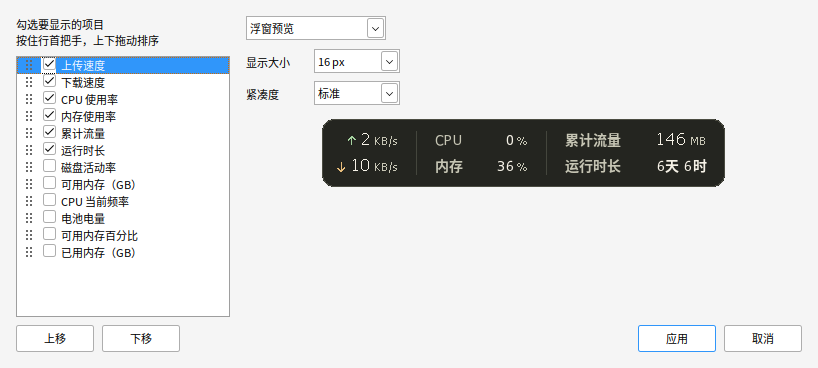 勾选要显示的项目
按住行首把手，上下拖动排序
上传速度
下载速度
CPU 使用率
内存使用率
累计流量
运行时长
磁盘活动率
可用内存（GB）
CPU 当前频率
电池电量
可用内存百分比
已用内存（GB）
上移 下移
浮窗预览
显示大小 16 px
紧凑度 标准
↑ 2 KB/s CPU 0 % 累计流量 146 MB
↓ 10 KB/s 内存 36 % 运行时长 6天 6时
应用 取消